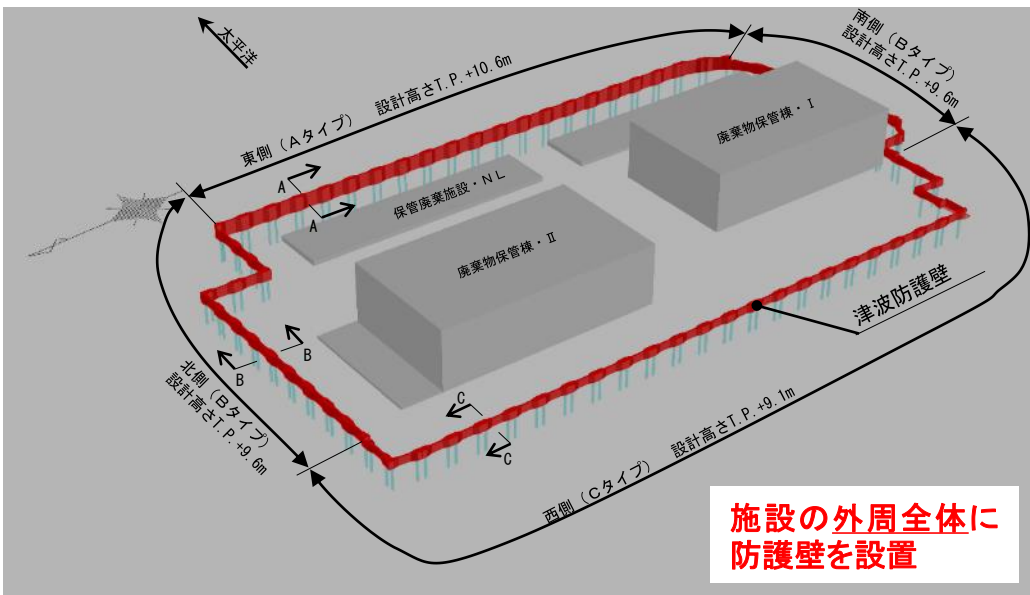 太平洋
東側（Aタイプ）　設計高さT.P.+10.6m
南側（Bタイプ）
設計高さT.P.+9.6m
廃棄物保管棟・Ⅰ
保管廃棄施設・NL
廃棄物保管棟・Ⅱ
A
A
津波防護壁
B
B
C
C
北側（Bタイプ）
設計高さT.P.+9.6m
西側（Cタイプ）　設計高さT.P.+9.1m
施設の外周全体に
防護壁を設置